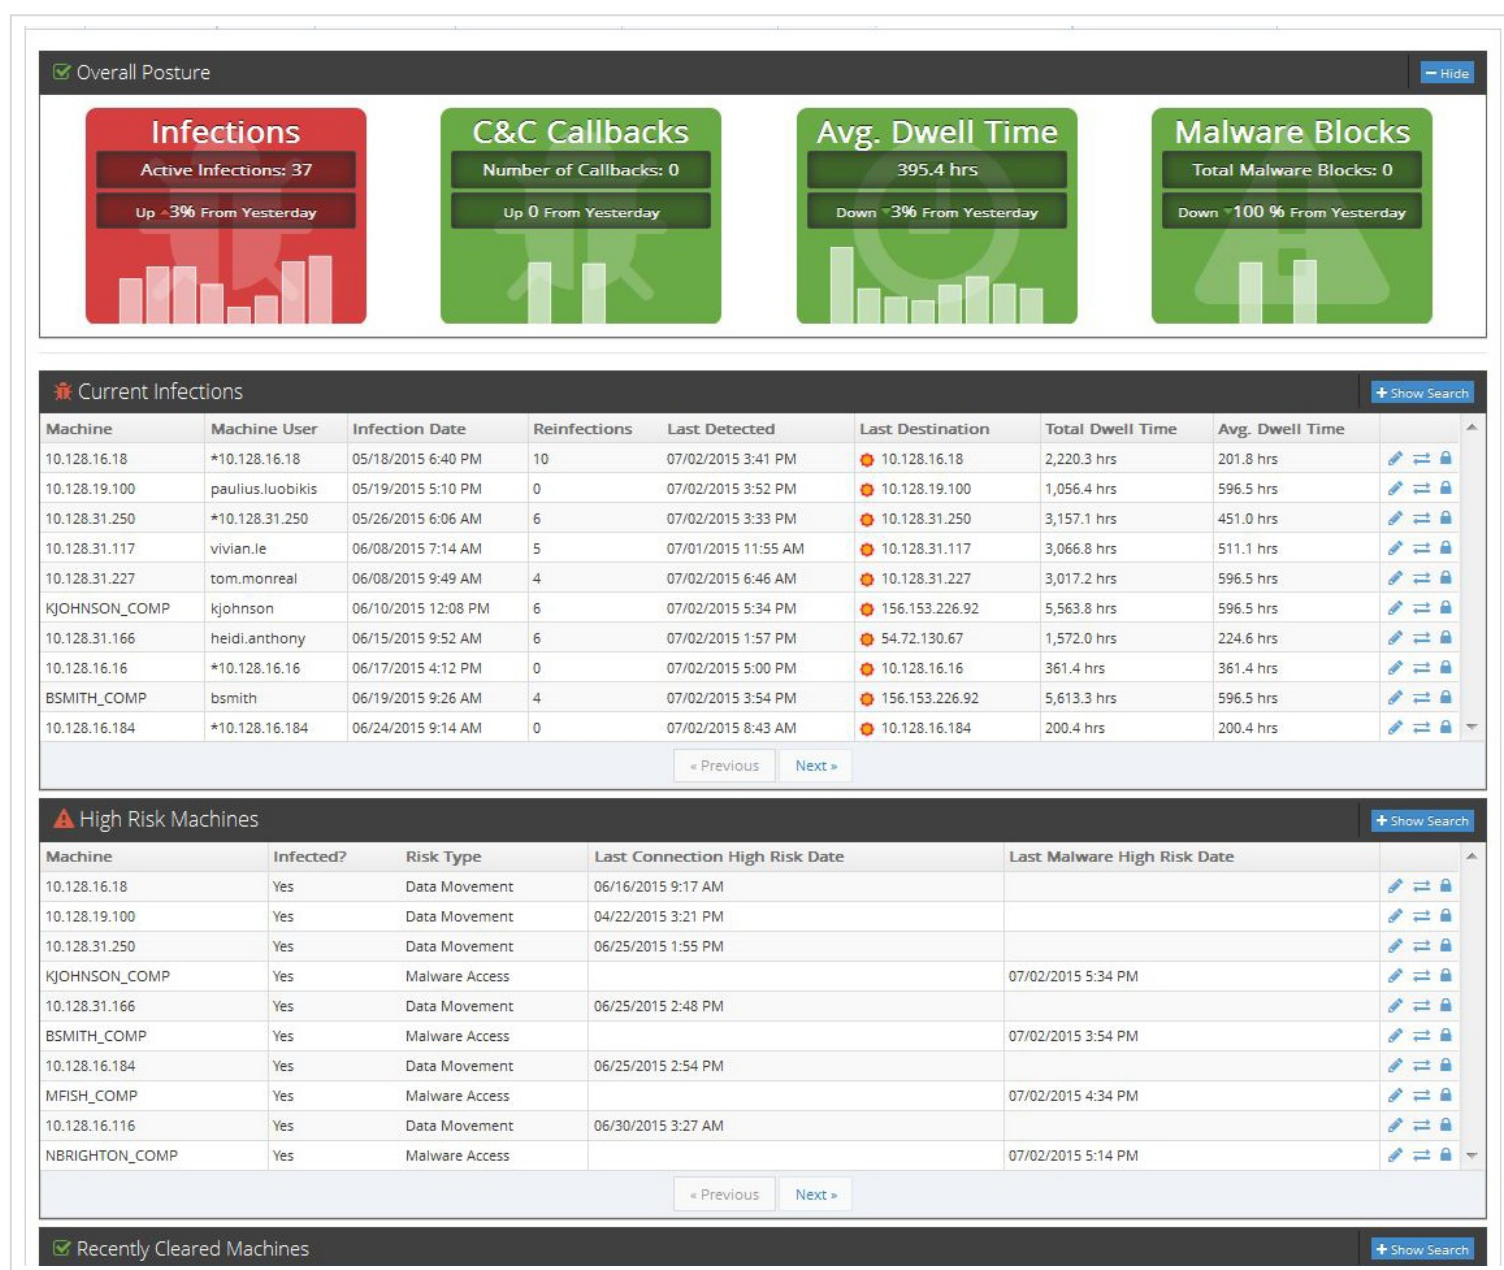 Overall Posture
Hide
Infections
Active Infections: 37
Up 3% From Yesterday
C&C Callbacks
Number of Callbacks: 0
Up 0 From Yesterday
Avg. Dwell Time
395.4 hrs
Down 3% From Yesterday
Malware Blocks
Total Malware Blocks: 0
Down 100 % From Yesterday
Current Infections
Show Search
Machine Machine User Infection Date Reinfections Last Detected Last Destination Total Dwell Time Avg. Dwell Time
10.128.16.18 *10.128.16.18 05/18/2015 6:40 PM 10 07/02/2015 3:41 PM 10.128.16.18 2,220.3 hrs 201.8 hrs
10.128.19.100 paulius.luobikis 05/19/2015 5:10 PM 0 07/02/2015 3:52 PM 10.128.19.100 1,056.4 hrs 596.5 hrs
10.128.31.250 *10.128.31.250 05/26/2015 6:06 AM 6 07/02/2015 3:33 PM 10.128.31.250 3,157.1 hrs 451.0 hrs
10.128.31.117 vivian.le 06/08/2015 7:14 AM 5 07/01/2015 11:55 AM 10.128.31.117 3,066.8 hrs 511.1 hrs
10.128.31.227 tom.monreal 06/08/2015 9:49 AM 4 07/02/2015 6:46 AM 10.128.31.227 3,017.2 hrs 596.5 hrs
KJOHNSON_COMP kjohnson 06/10/2015 12:08 PM 6 07/02/2015 5:34 PM 156.153.226.92 5,563.8 hrs 596.5 hrs
10.128.31.166 heidi.anthony 06/15/2015 9:52 AM 6 07/02/2015 1:57 PM 54.72.130.67 1,572.0 hrs 224.6 hrs
10.128.16.16 *10.128.16.16 06/17/2015 4:12 PM 0 07/02/2015 5:00 PM 10.128.16.16 361.4 hrs 361.4 hrs
BSMITH_COMP bsmith 06/19/2015 9:26 AM 4 07/02/2015 3:54 PM 156.153.226.92 5,613.3 hrs 596.5 hrs
10.128.16.184 *10.128.16.184 06/24/2015 9:14 AM 0 07/02/2015 8:43 AM 10.128.16.184 200.4 hrs 200.4 hrs
« Previous Next »
High Risk Machines
Show Search
Machine Infected? Risk Type Last Connection High Risk Date Last Malware High Risk Date
10.128.16.18 Yes Data Movement 06/16/2015 9:17 AM
10.128.19.100 Yes Data Movement 04/22/2015 3:21 PM
10.128.31.250 Yes Data Movement 06/25/2015 1:55 PM
KJOHNSON_COMP Yes Malware Access 07/02/2015 5:34 PM
10.128.31.166 Yes Data Movement 06/25/2015 2:48 PM
BSMITH_COMP Yes Malware Access 07/02/2015 3:54 PM
10.128.16.184 Yes Data Movement 06/25/2015 2:54 PM
MFISH_COMP Yes Malware Access 07/02/2015 4:34 PM
10.128.16.116 Yes Data Movement 06/30/2015 3:27 AM
NBRIGHTON_COMP Yes Malware Access 07/02/2015 5:14 PM
« Previous Next »
Recently Cleared Machines
Show Search